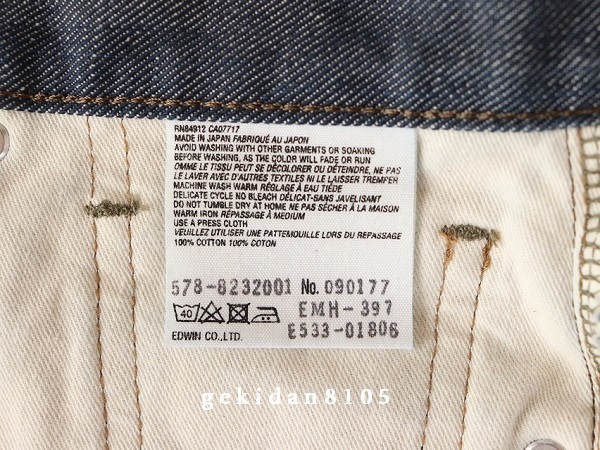 RN84912 CA07717
MADE IN JAPAN FABRIQUÉ AU JAPON
AVOID WASHING WITH OTHER GARMENTS OR SOAKING
BEFORE WASHING, AS THE COLOR WILL FADE OR RUN
OMME LE TISSU PEUT SE DÉCOLORER DU DÉTEINDRE, NE PAS
LE LAVER AVEC D'AUTRES TEXTILES NI LE LAISSER TREMPER
MACHINE WASH WARM RÉGLAGE À EAU TIÈDE
DELICATE CYCLE NO BLEACH DÉLICAT-SANS JAVELISANT
DO NOT TUMBLE DRY AT HOME NE PAS SÉCHER À LA MAISON
WARM IRON RÉPASSAGE À MEDIUM
USE A PRESS CLOTH
VEUILLEZ UTILISER UNE PATTEMOUILLE LORS DU REPASSAGE
100% COTTON 100% COTON
578-8232001 No. 090177
40 EMH-397
EDWIN CO.,LTD. E533-01806
gekidan8105